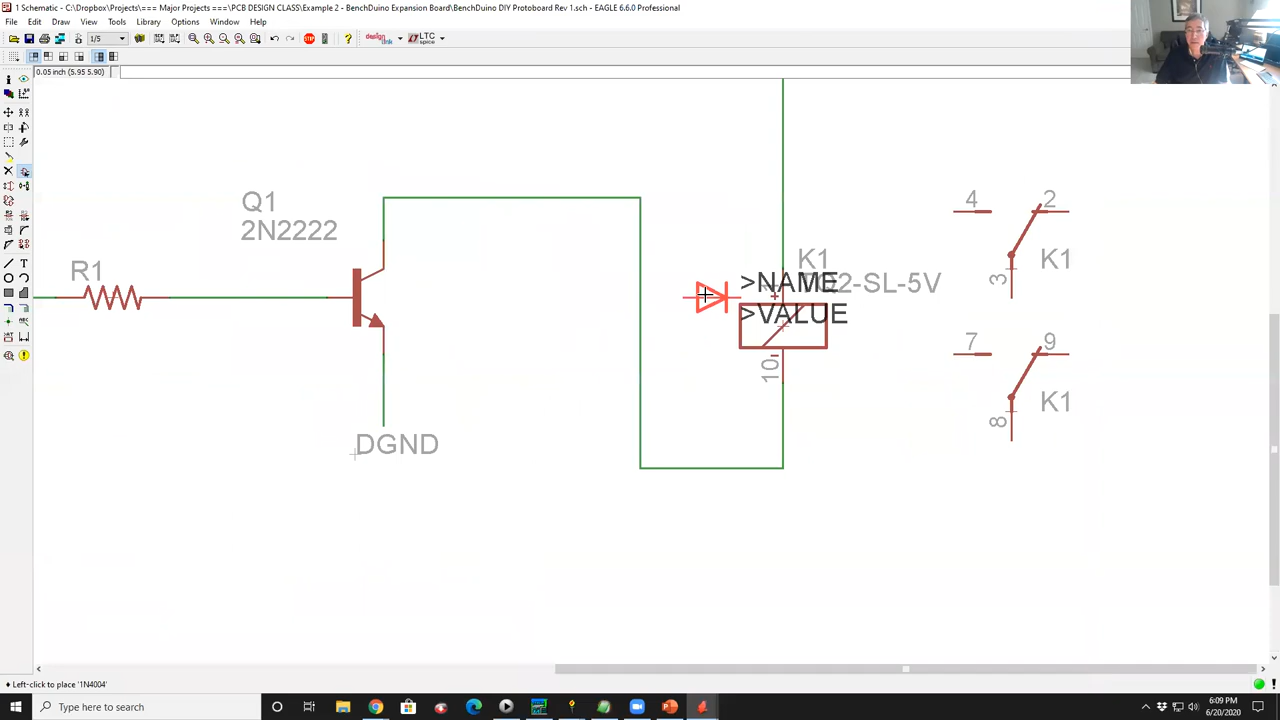 1 Schematic - C:\Dropbox\Projects\=== Major Projects ===\PCB DESIGN CLASS\Example 2 - BenchDuino Expansion Board\BenchDuino DIY Protoboard Rev 1.sch - EAGLE 6.6.0 Professional
File Edit Draw View Tools Library Options Window Help
1/5
design link LTC spice
0.05 inch (5.95 5.90)
4 2
Q1
2N2222
K1
K1
3
R1
>NAME
TQ2-SL-5V
>VALUE
7 9
10
K1
8
DGND
Left-click to place '1N4004'
Type here to search
6:09 PM
6/20/2020